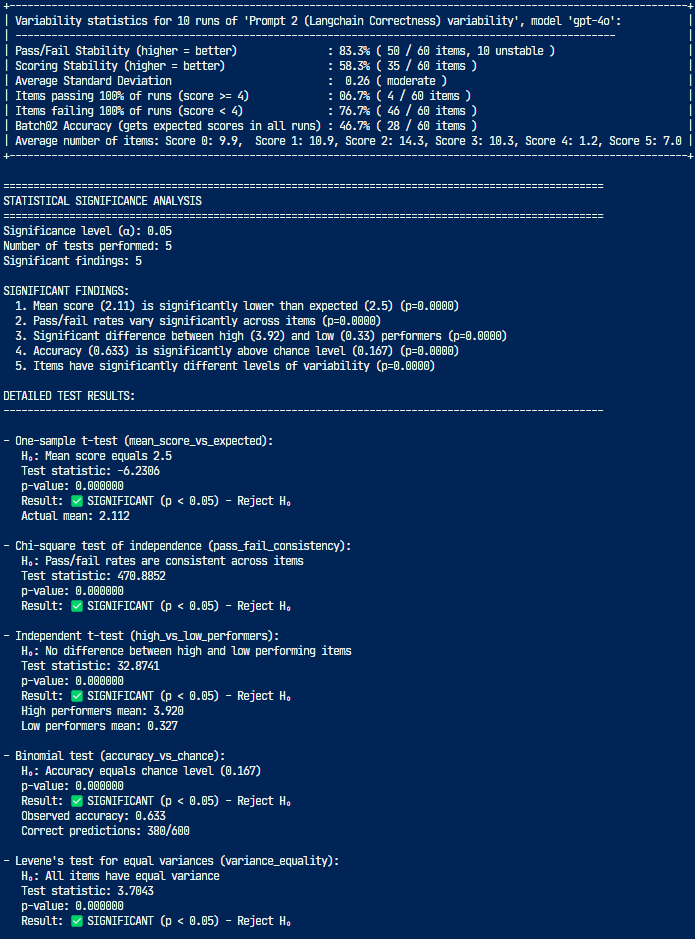 +-----------------------------------------------------------------------------------------------------------------+
| Variability statistics for 10 runs of 'Prompt 2 (Langchain Correctness) variability', model 'gpt-4o':           |
| ----------------------------------------------------------------------------------------------------            |
| Pass/Fail Stability (higher = better)               : 83.3% ( 50 / 60 items, 10 unstable )                      |
| Scoring Stability (higher = better)                 : 58.3% ( 35 / 60 items )                                   |
| Average Standard Deviation                          :  0.26 ( moderate )                                        |
| Items passing 100% of runs (score >= 4)             : 06.7% ( 4 / 60 items )                                    |
| Items failing 100% of runs (score < 4)              : 76.7% ( 46 / 60 items )                                   |
| Batch02 Accuracy (gets expected scores in all runs) : 46.7% ( 28 / 60 items )                                   |
| Average number of items: Score 0: 9.9,  Score 1: 10.9, Score 2: 14.3, Score 3: 10.3, Score 4: 1.2, Score 5: 7.0 |
+-----------------------------------------------------------------------------------------------------------------+
====================================================================================================
STATISTICAL SIGNIFICANCE ANALYSIS
====================================================================================================
Significance level (α): 0.05
Number of tests performed: 5
Significant findings: 5
SIGNIFICANT FINDINGS:
  1. Mean score (2.11) is significantly lower than expected (2.5) (p=0.0000)
  2. Pass/fail rates vary significantly across items (p=0.0000)
  3. Significant difference between high (3.92) and low (0.33) performers (p=0.0000)
  4. Accuracy (0.633) is significantly above chance level (0.167) (p=0.0000)
  5. Items have significantly different levels of variability (p=0.0000)
DETAILED TEST RESULTS:
----------------------------------------------------------------------------------------------------
- One-sample t-test (mean_score_vs_expected):
   H₀: Mean score equals 2.5
   Test statistic: -6.2306
   p-value: 0.000000
   Result: ✅ SIGNIFICANT (p < 0.05) - Reject H₀
   Actual mean: 2.112
- Chi-square test of independence (pass_fail_consistency):
   H₀: Pass/fail rates are consistent across items
   Test statistic: 470.8852
   p-value: 0.000000
   Result: ✅ SIGNIFICANT (p < 0.05) - Reject H₀
- Independent t-test (high_vs_low_performers):
   H₀: No difference between high and low performing items
   Test statistic: 32.8741
   p-value: 0.000000
   Result: ✅ SIGNIFICANT (p < 0.05) - Reject H₀
   High performers mean: 3.920
   Low performers mean: 0.327
- Binomial test (accuracy_vs_chance):
   H₀: Accuracy equals chance level (0.167)
   p-value: 0.000000
   Result: ✅ SIGNIFICANT (p < 0.05) - Reject H₀
   Observed accuracy: 0.633
   Correct predictions: 380/600
- Levene's test for equal variances (variance_equality):
   H₀: All items have equal variance
   Test statistic: 3.7043
   p-value: 0.000000
   Result: ✅ SIGNIFICANT (p < 0.05) - Reject H₀